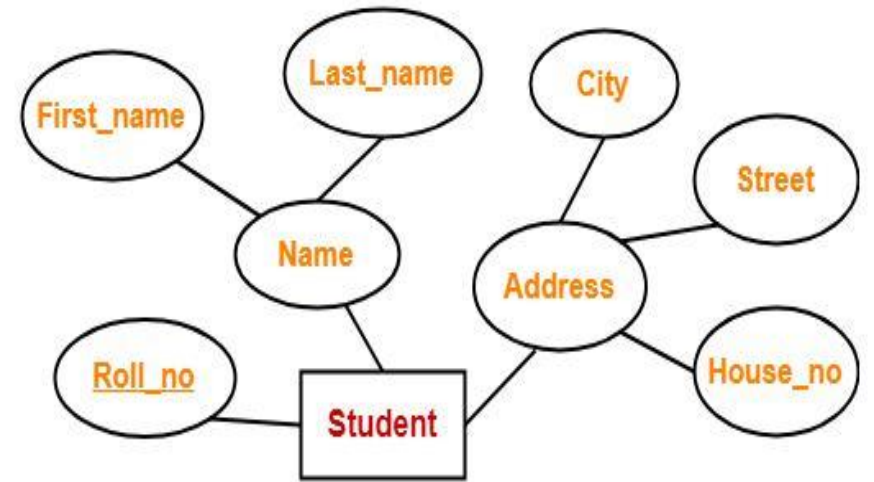 Last_name
City
First_name
Street
Name
Address
Roll_no
House_no
Student